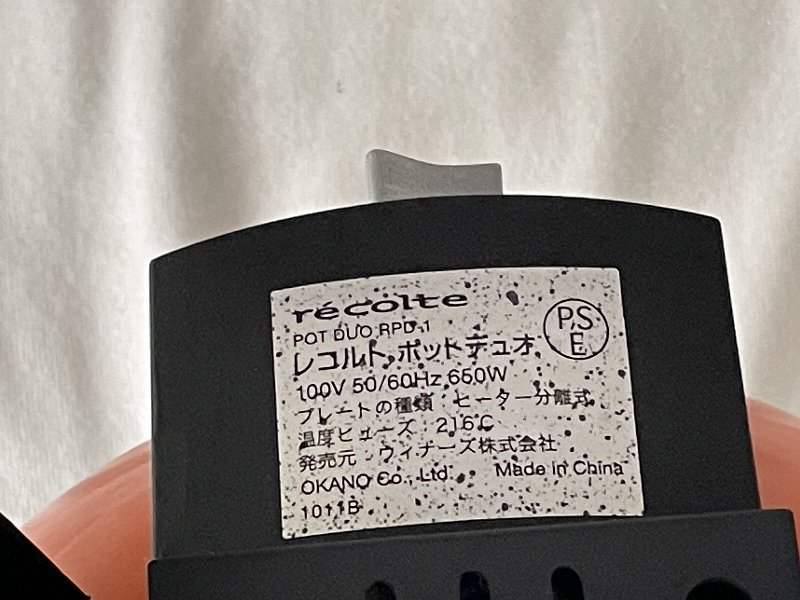 récolte
POT DUO RPD-1
PS
E
レコルト ポットデュオ
100V 50/60Hz 650W
プレートの種類：ヒーター分離式
温度ヒューズ：216℃
発売元：ウィナーズ株式会社
OKANO Co., Ltd. Made in China
1011B